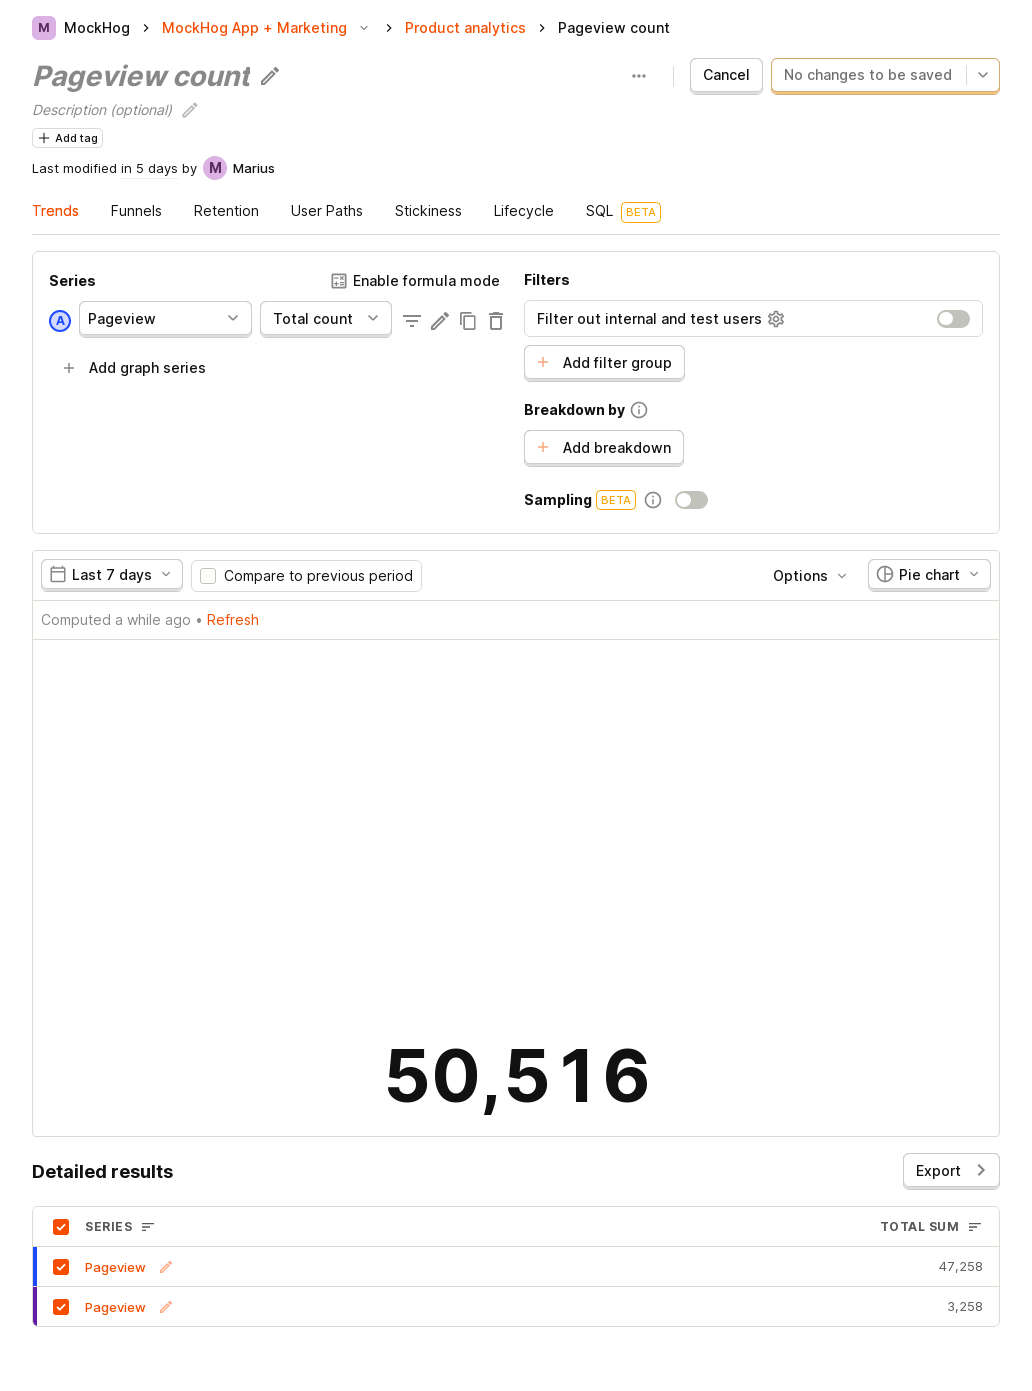 M MockHog MockHog App + Marketing Product analytics Pageview count
Pageview count
Cancel No changes to be saved
Description (optional)
Add tag
Last modified in 5 days by M Marius
Trends Funnels Retention User Paths Stickiness Lifecycle SQL BETA
Series Enable formula mode
A Pageview Total count
Add graph series
Filters
Filter out internal and test users
Add filter group
Breakdown by
Add breakdown
Sampling BETA
Last 7 days Compare to previous period Options Pie chart
Computed a while ago • Refresh
50,516
Detailed results Export
SERIES TOTAL SUM
Pageview 47,258
Pageview 3,258